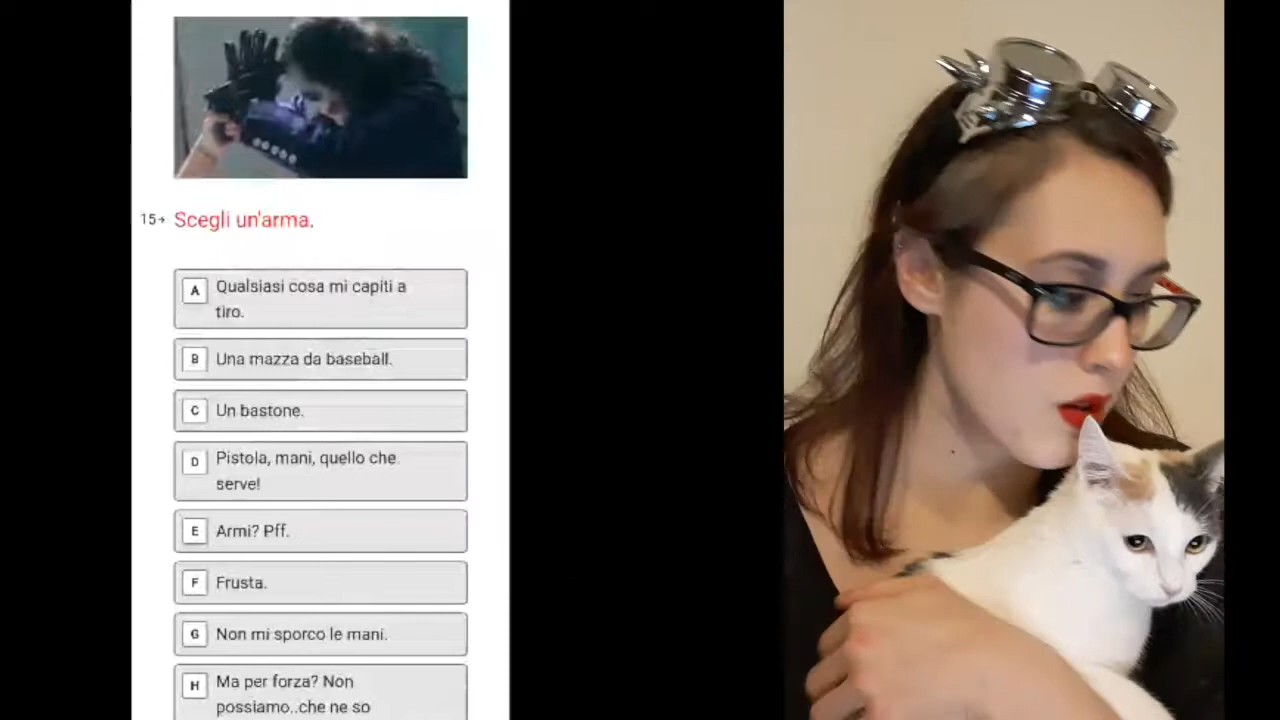 15→ Scegli un'arma.
A Qualsiasi cosa mi capiti a
tiro.
B Una mazza da baseball.
C Un bastone.
D Pistola, mani, quello che
serve!
E Armi? Pff.
F Frusta.
G Non mi sporco le mani.
H Ma per forza? Non
possiamo..che ne so